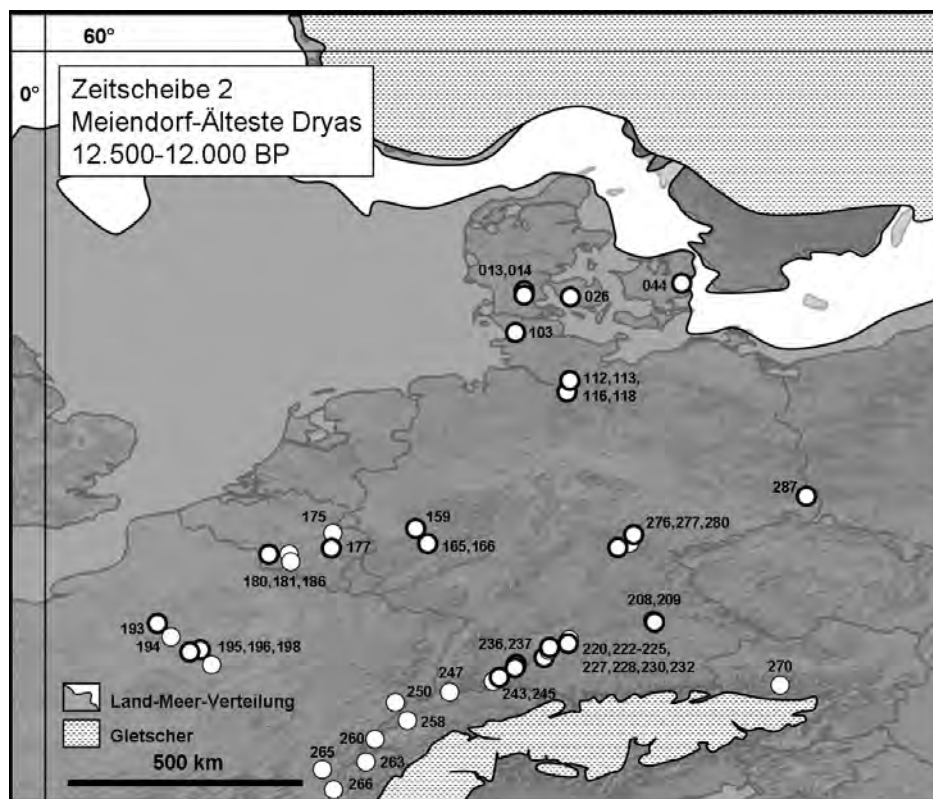 60°
0°
Zeitscheibe 2
Meiendorf-Älteste Dryas
12.500-12.000 BP
013,014
026
044
103
112, 113,
116, 118
287
175
159
276, 277, 280
177
165, 166
180, 181, 186
208, 209
193
194
195, 196, 198
236, 237
220, 222-225,
227, 228, 230, 232
247
243, 245
270
250
258
260
263
265
266
Land-Meer-Verteilung
Gletscher
500 km